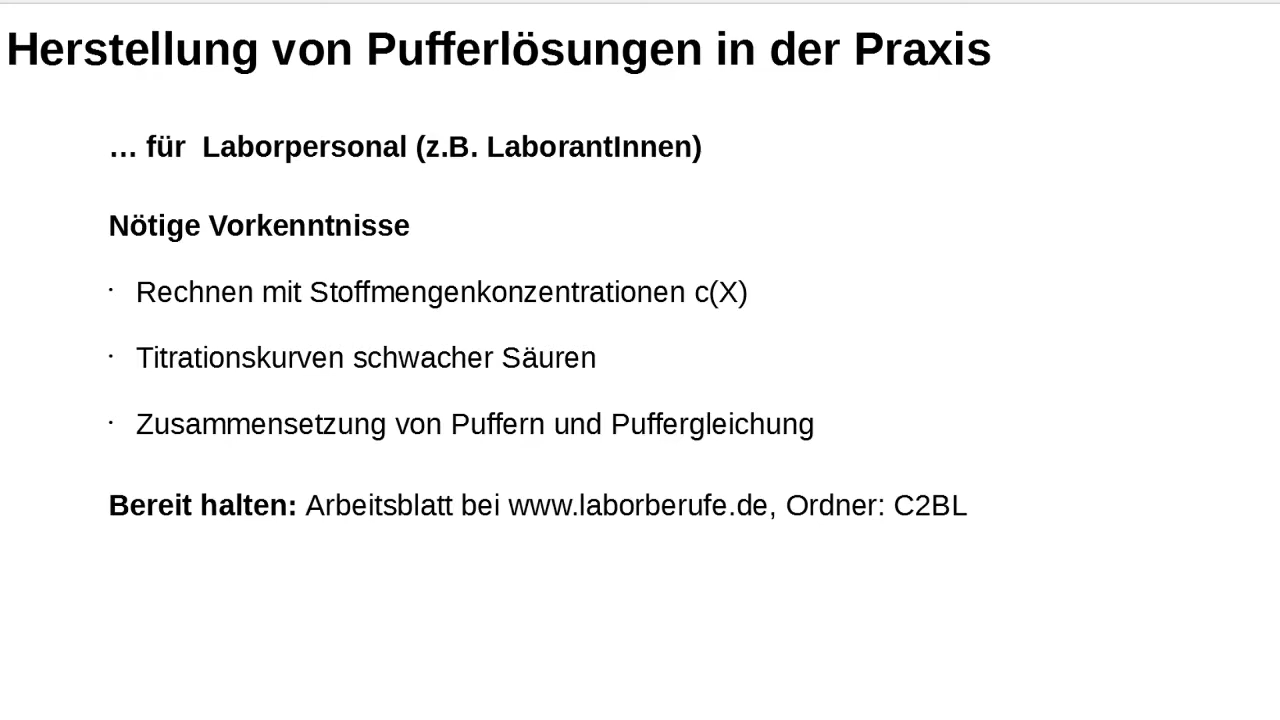 Herstellung von Pufferlösungen in der Praxis
… für  Laborpersonal (z.B. LaborantInnen)
Nötige Vorkenntnisse
· Rechnen mit Stoffmengenkonzentrationen c(X)
· Titrationskurven schwacher Säuren
· Zusammensetzung von Puffern und Puffergleichung
Bereit halten: Arbeitsblatt bei www.laborberufe.de, Ordner: C2BL